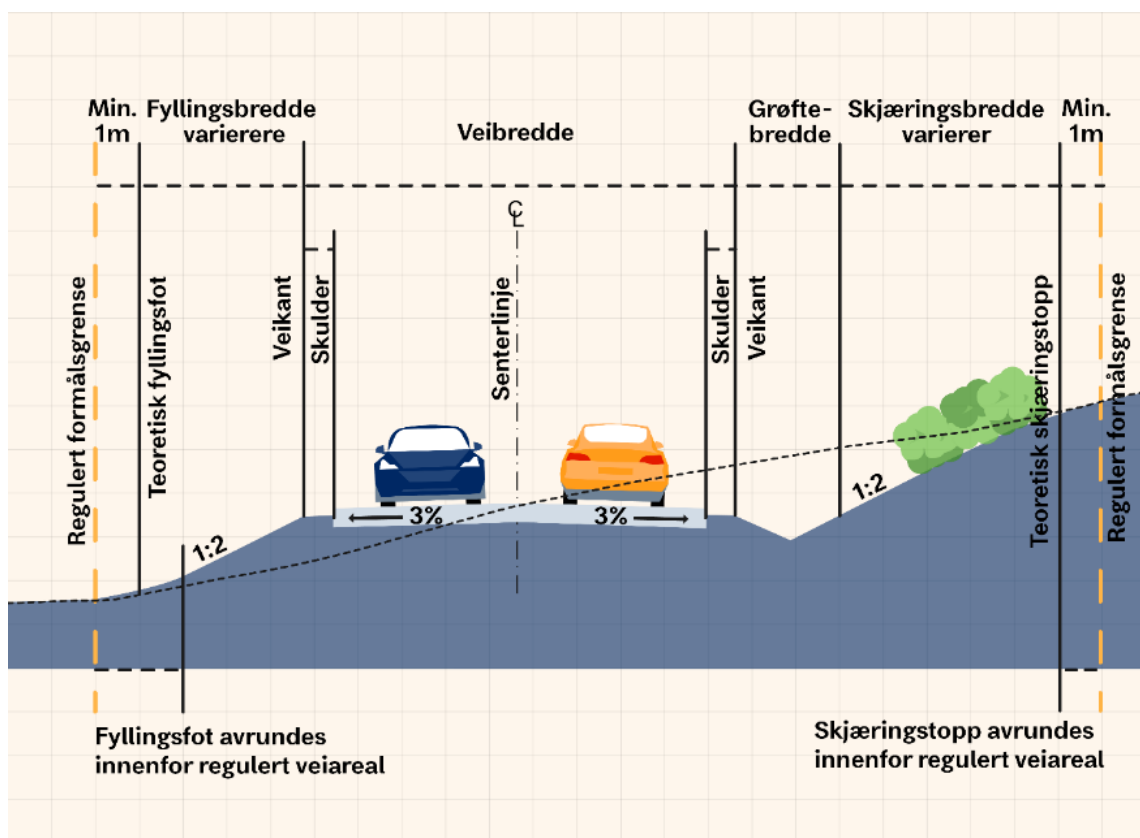 Min.
1m
Fyllingsbredde
varierere
Veibredde
Grøfte-
bredde
Skjæringsbredde
varierer
Min.
1m
℄
Regulert formålsgrense
Teoretisk fyllingsfot
Veikant
Skulder
Senterlinje
Skulder
Veikant
Teoretisk skjæringstopp
Regulert formålsgrense
1:2
3%
3%
1:2
Fyllingsfot avrundes
innenfor regulert veiareal
Skjæringstopp avrundes
innenfor regulert veiareal